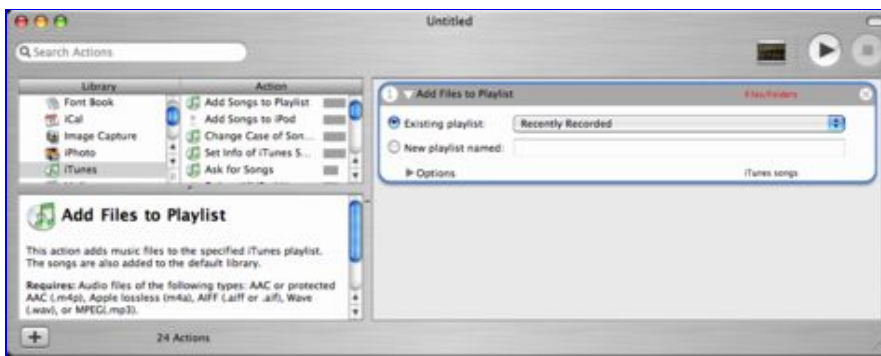 Untitled
Search Actions
Library
Action
Font Book
iCal
Image Capture
iPhoto
iTunes
Add Songs to Playlist
Add Songs to iPod
Change Case of Son...
Set Info of iTunes S...
Ask for Songs
Add Files to Playlist
This action adds music files to the specified iTunes playlist.
The songs are also added to the default library.
Requires: Audio files of the following types: AAC or protected
AAC (.m4p), Apple lossless (m4a), AIFF (.aiff or .aif), Wave
(.wav), or MPEG(.mp3).
24 Actions
1 Add Files to Playlist
Files/Folders
Existing playlist:
Recently Recorded
New playlist named:
Options
iTunes songs